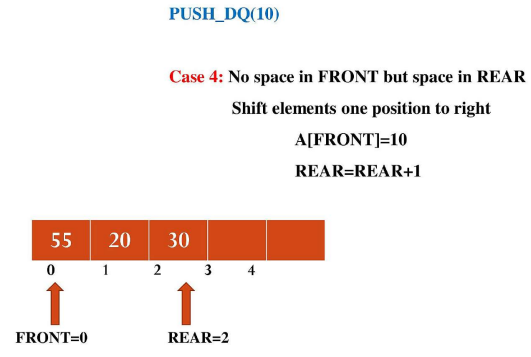 PUSH_DQ(10)
Case 4: No space in FRONT but space in REAR
Shift elements one position to right
A[FRONT]=10
REAR=REAR+1
55 20 30
0 1 2 3 4
FRONT=0 REAR=2